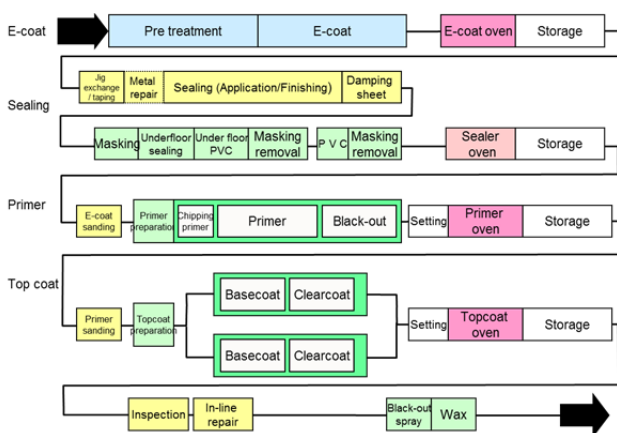 E-coat
Pre treatment
E-coat
E-coat oven
Storage
Sealing
Jig
exchange
/ taping
Metal
repair
Sealing (Application/Finishing)
Damping
sheet
Masking
Underfloor
sealing
Under floor
PVC
Masking
removal
P V C
Masking
removal
Sealer
oven
Storage
Primer
E-coat
sanding
Primer
preparation
Chipping
primer
Primer
Black-out
Setting
Primer
oven
Storage
Top coat
Primer
sanding
Topcoat
preparation
Basecoat
Clearcoat
Basecoat
Clearcoat
Setting
Topcoat
oven
Storage
Inspection
In-line
repair
Black-out
spray
Wax